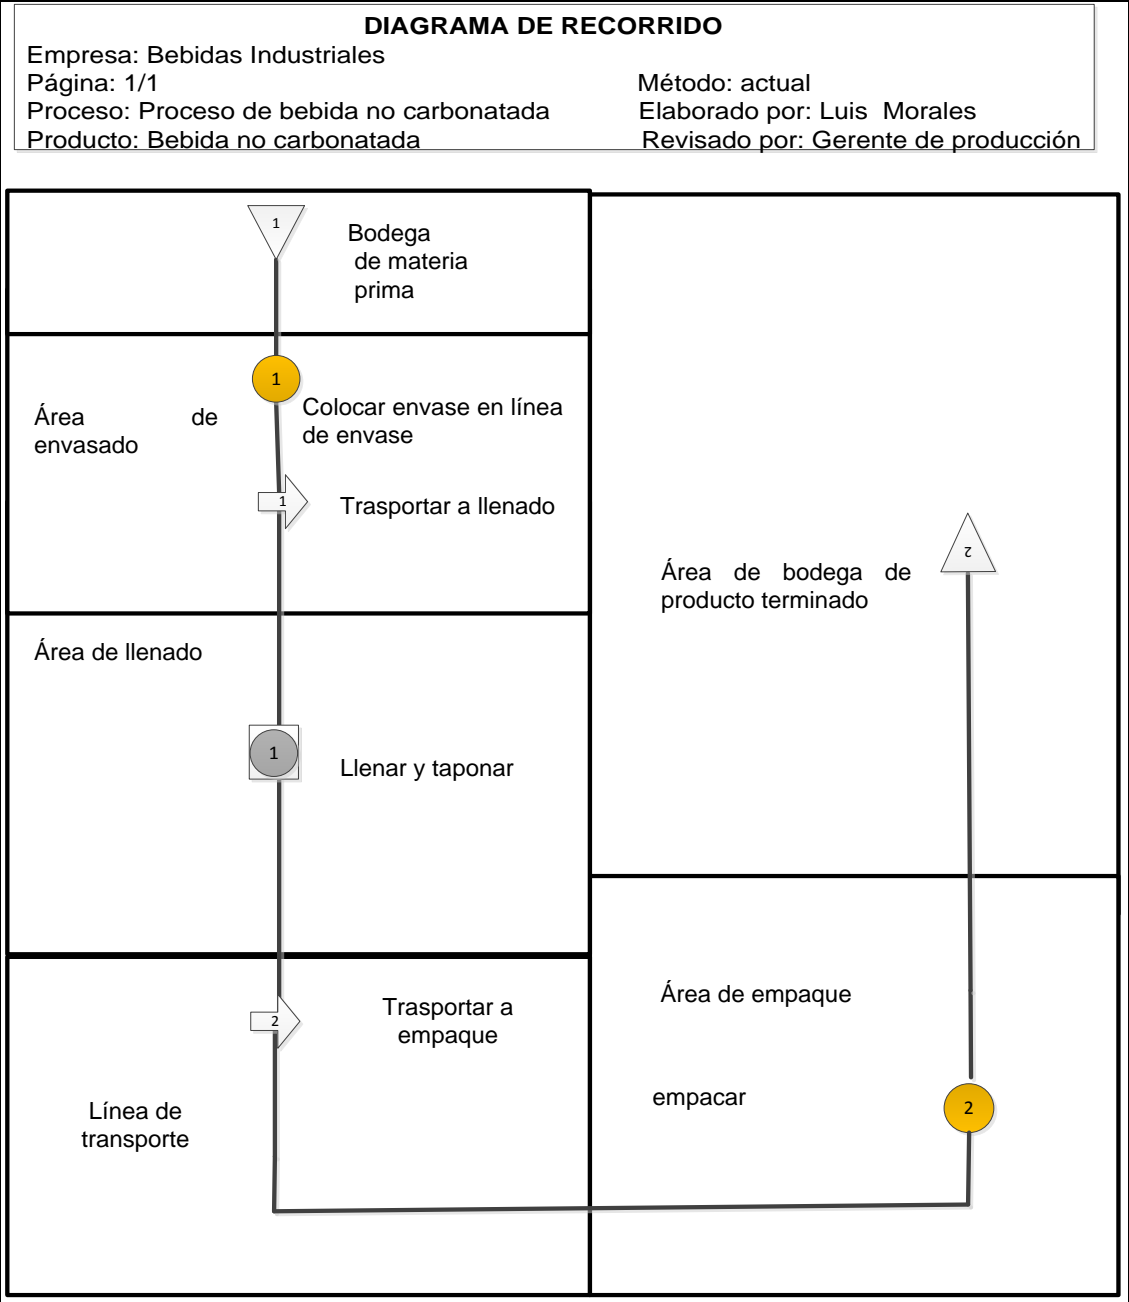 DIAGRAMA DE RECORRIDO
Empresa: Bebidas Industriales
Página: 1/1 Método: actual
Proceso: Proceso de bebida no carbonatada Elaborado por: Luis Morales
Producto: Bebida no carbonatada Revisado por: Gerente de producción
1
Bodega
de materia
prima
1
Área de
envasado
Colocar envase en línea
de envase
1
Trasportar a llenado
Área de llenado
1
Llenar y taponar
2
Trasportar a
empaque
Línea de
transporte
2
Área de bodega de
producto terminado
Área de empaque
empacar
2